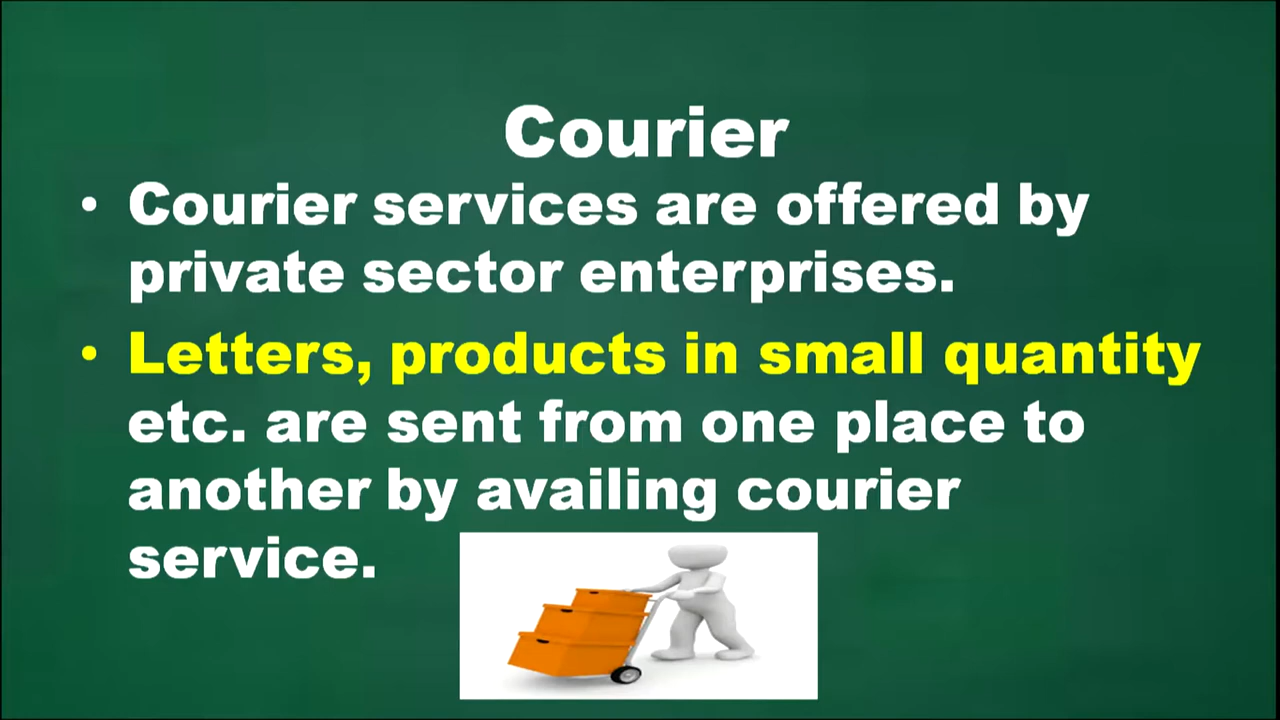 Courier
• Courier services are offered by
private sector enterprises.
• Letters, products in small quantity
etc. are sent from one place to
another by availing courier
service.